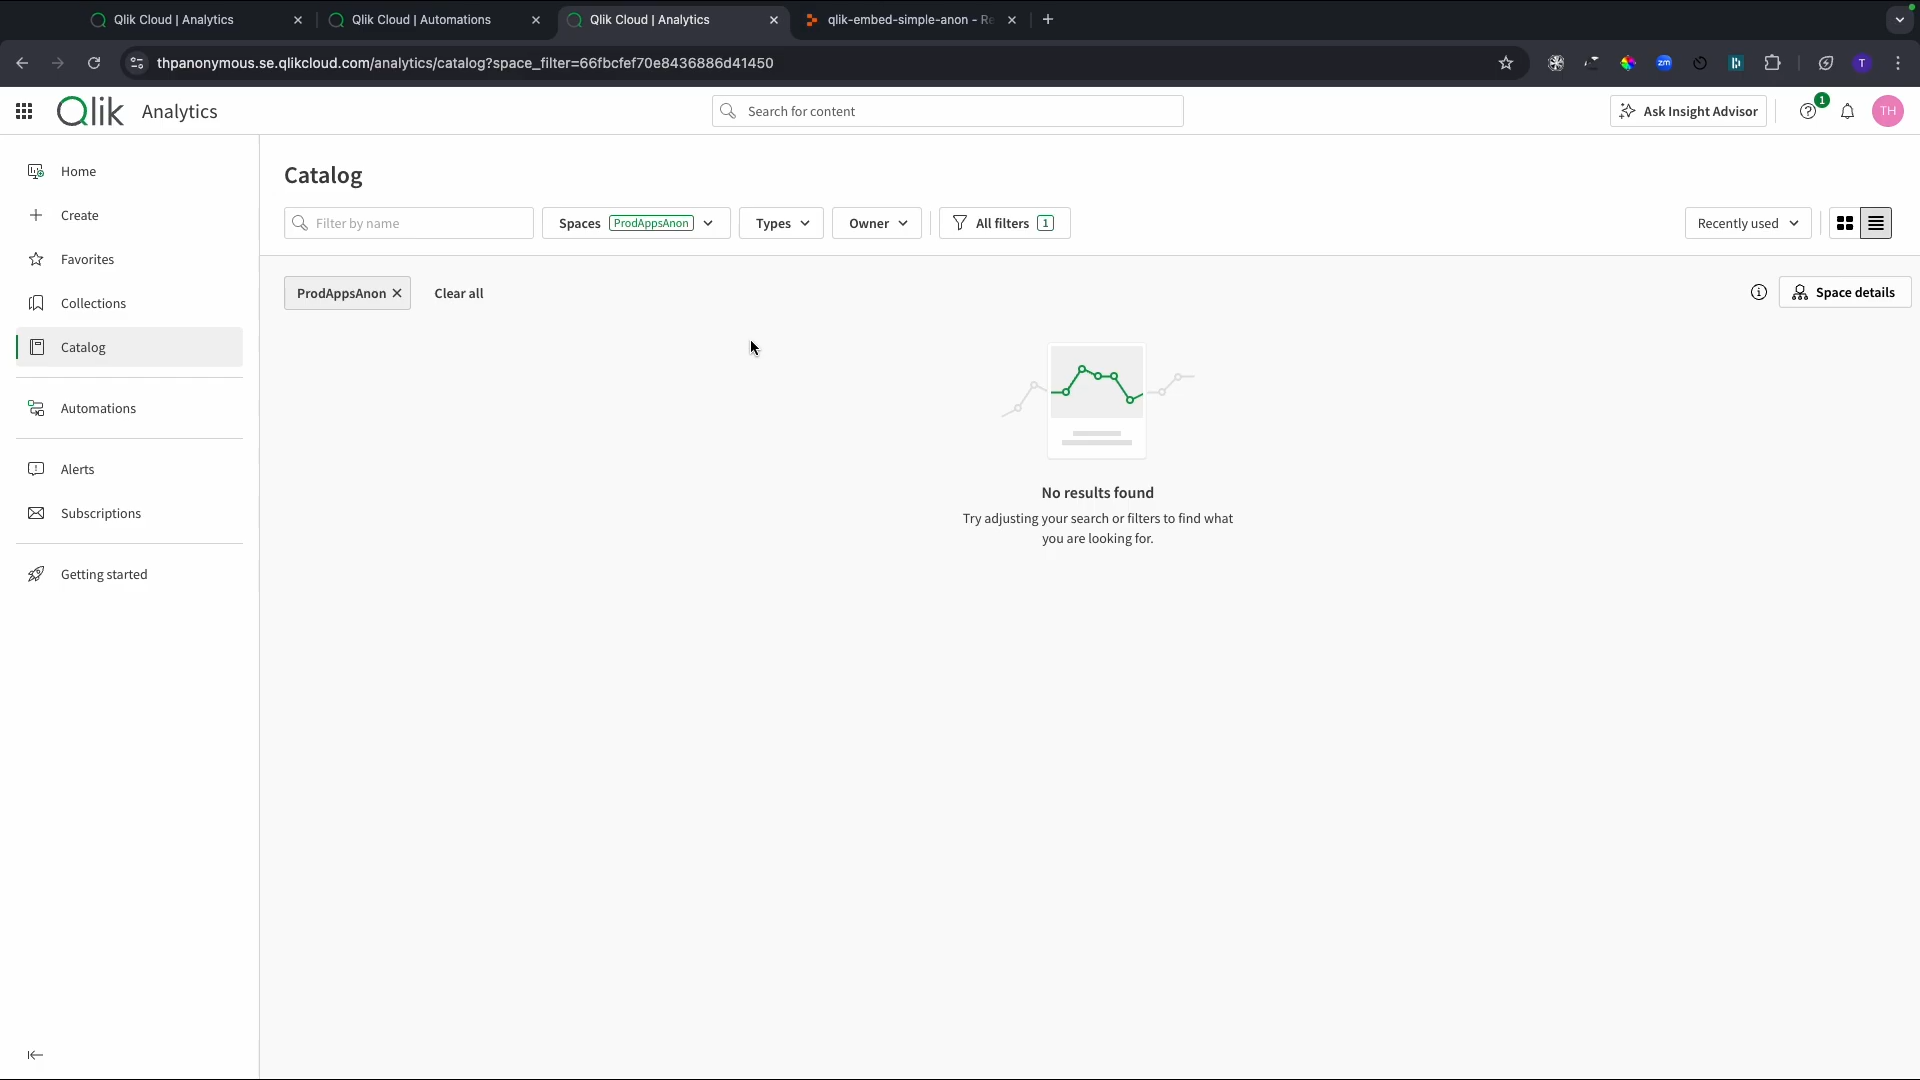 Qlik Cloud | Analytics
Qlik Cloud | Automations
Qlik Cloud | Analytics
qlik-embed-simple-anon - Re
thpanonymous.se.qlikcloud.com/analytics/catalog?space_filter=66fbcfef70e8436886d41450
zm
T
Qlik Analytics
Search for content
Ask Insight Advisor
1
TH
Home
Create
Favorites
Collections
Catalog
Automations
Alerts
Subscriptions
Getting started
Catalog
Filter by name
Spaces ProdAppsAnon
Types
Owner
All filters 1
Recently used
ProdAppsAnon
Clear all
Space details
No results found
Try adjusting your search or filters to find what
you are looking for.